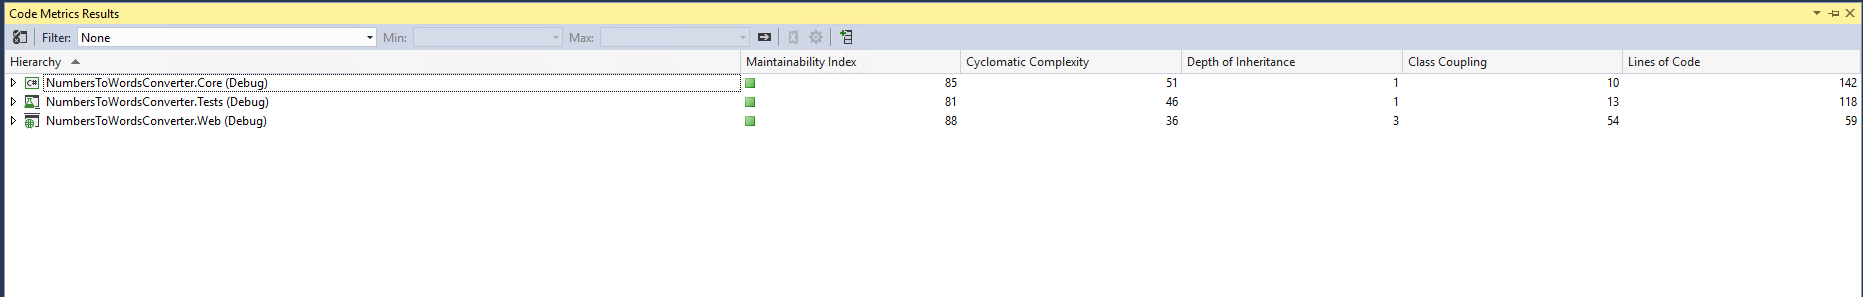 Code Metrics Results
Filter: None Min: Max:
Hierarchy Maintainability Index Cyclomatic Complexity Depth of Inheritance Class Coupling Lines of Code
C# NumbersToWordsConverter.Core (Debug) 85 51 1 10 142
NumbersToWordsConverter.Tests (Debug) 81 46 1 13 118
NumbersToWordsConverter.Web (Debug) 88 36 3 54 59